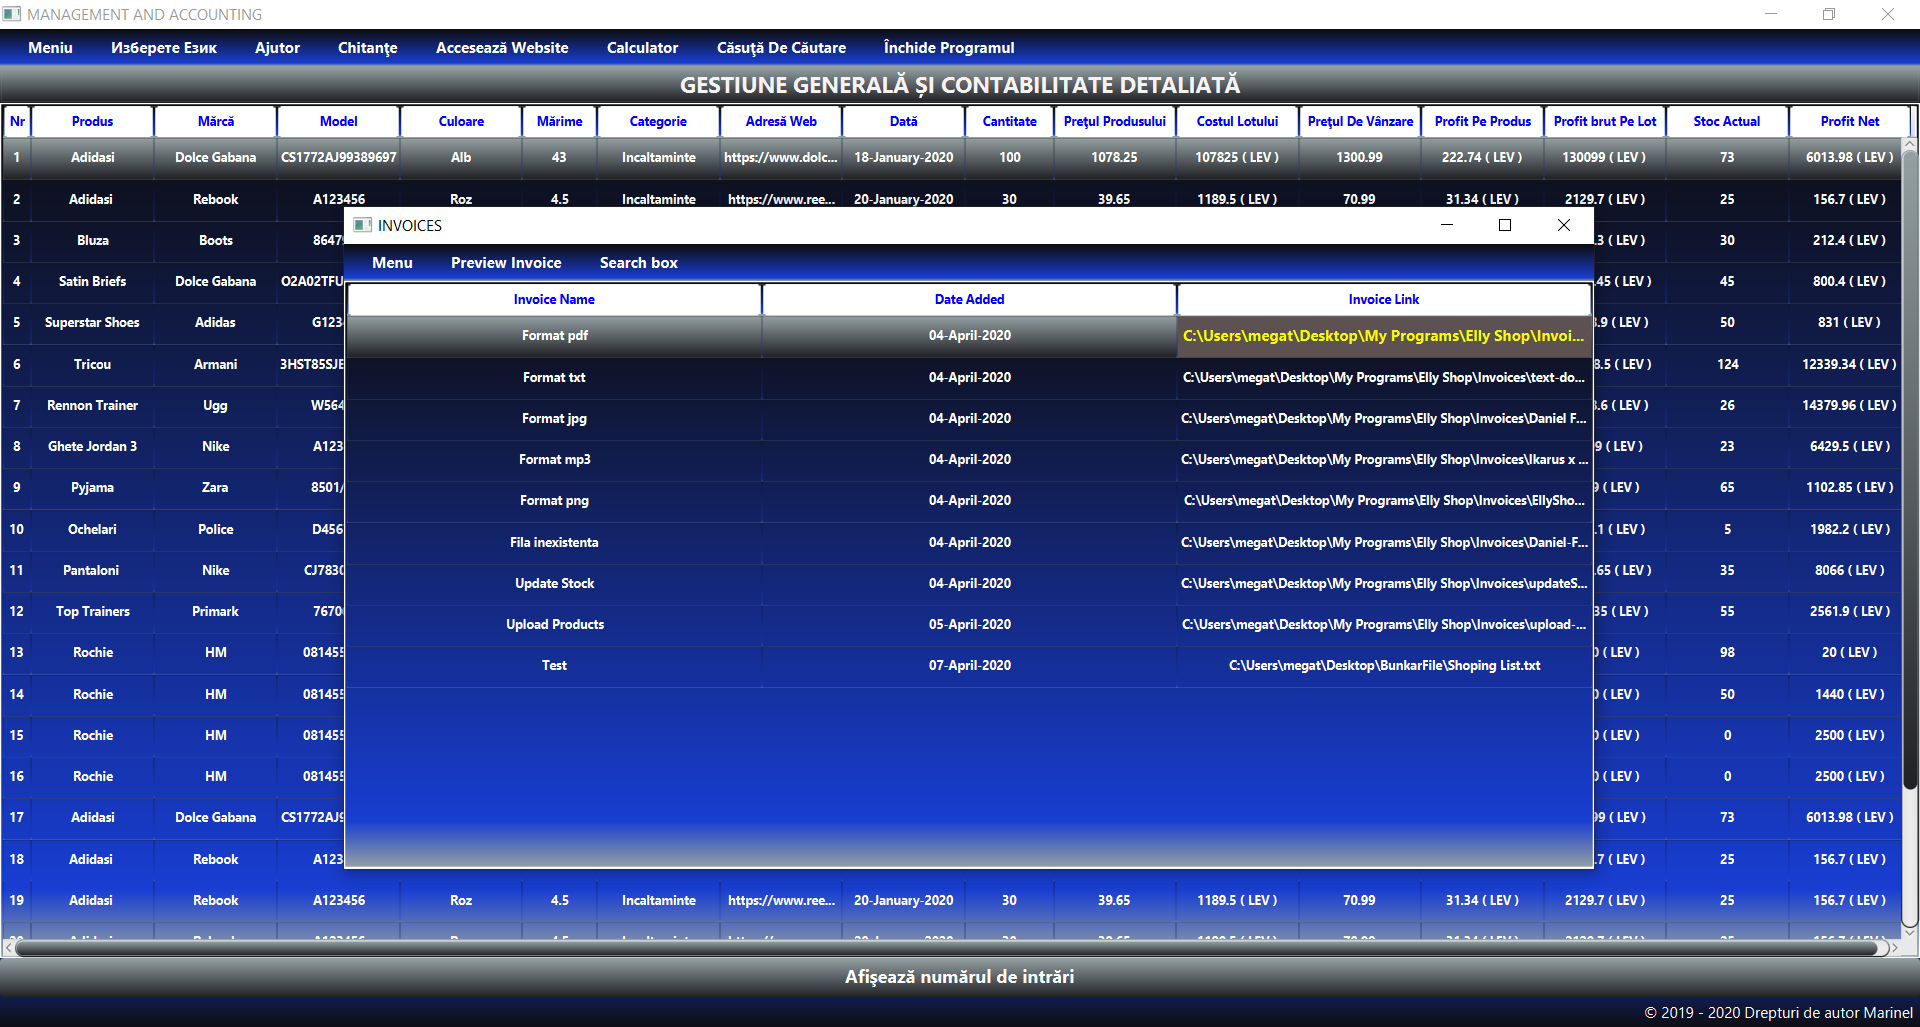 MANAGEMENT AND ACCOUNTING
Meniu Изберете Език Ajutor Chitanțe Accesează Website Calculator Căsuţă De Căutare Închide Programul
GESTIUNE GENERALĂ ȘI CONTABILITATE DETALIATĂ
Nr Produs Mărcă Model Culoare Mărime Categorie Adresă Web Dată Cantitate Preţul Produsului Costul Lotului Preţul De Vânzare Profit Pe Produs Profit brut Pe Lot Stoc Actual Profit Net
1 Adidasi Dolce Gabana CS1772AJ99389697 Alb 43 Incaltaminte https://www.dolc... 18-January-2020 100 1078.25 107825 ( LEV ) 1300.99 222.74 ( LEV ) 130099 ( LEV ) 73 6013.98 ( LEV )
2 Adidasi Rebook A123456 Roz 4.5 Incaltaminte https://www.ree... 20-January-2020 30 39.65 1189.5 ( LEV ) 70.99 31.34 ( LEV ) 2129.7 ( LEV ) 25 156.7 ( LEV )
3 Bluza Boots 8647 .3 ( LEV ) 30 212.4 ( LEV )
4 Satin Briefs Dolce Gabana O2A02TFU .45 ( LEV ) 45 800.4 ( LEV )
5 Superstar Shoes Adidas G123 .9 ( LEV ) 50 831 ( LEV )
6 Tricou Armani 3HST85SJE .5 ( LEV ) 124 12339.34 ( LEV )
7 Rennon Trainer Ugg W564 .6 ( LEV ) 26 14379.96 ( LEV )
8 Ghete Jordan 3 Nike A123 9 ( LEV ) 23 6429.5 ( LEV )
9 Pyjama Zara 8501/ ( LEV ) 65 1102.85 ( LEV )
10 Ochelari Police D456 .1 ( LEV ) 5 1982.2 ( LEV )
11 Pantaloni Nike CJ783 .65 ( LEV ) 35 8066 ( LEV )
12 Top Trainers Primark 7670 35 ( LEV ) 55 2561.9 ( LEV )
13 Rochie HM 081455 ( LEV ) 98 20 ( LEV )
14 Rochie HM 081455 ( LEV ) 50 1440 ( LEV )
15 Rochie HM 081455 ( LEV ) 0 2500 ( LEV )
16 Rochie HM 081455 ( LEV ) 0 2500 ( LEV )
17 Adidasi Dolce Gabana CS1772AJ9 99 ( LEV ) 73 6013.98 ( LEV )
18 Adidasi Rebook A123 .7 ( LEV ) 25 156.7 ( LEV )
19 Adidasi Rebook A123456 Roz 4.5 Incaltaminte https://www.ree... 20-January-2020 30 39.65 1189.5 ( LEV ) 70.99 31.34 ( LEV ) 2129.7 ( LEV ) 25 156.7 ( LEV )
INVOICES
Menu Preview Invoice Search box
Invoice Name Date Added Invoice Link
Format pdf 04-April-2020 C:\Users\megat\Desktop\My Programs\Elly Shop\Invoi...
Format txt 04-April-2020 C:\Users\megat\Desktop\My Programs\Elly Shop\Invoices\text-do...
Format jpg 04-April-2020 C:\Users\megat\Desktop\My Programs\Elly Shop\Invoices\Daniel F...
Format mp3 04-April-2020 C:\Users\megat\Desktop\My Programs\Elly Shop\Invoices\Ikarus x ...
Format png 04-April-2020 C:\Users\megat\Desktop\My Programs\Elly Shop\Invoices\EllySho...
Fila inexistenta 04-April-2020 C:\Users\megat\Desktop\My Programs\Elly Shop\Invoices\Daniel-F...
Update Stock 04-April-2020 C:\Users\megat\Desktop\My Programs\Elly Shop\Invoices\updateS...
Upload Products 05-April-2020 C:\Users\megat\Desktop\My Programs\Elly Shop\Invoices\upload-...
Test 07-April-2020 C:\Users\megat\Desktop\BunkarFile\Shoping List.txt
Afişează numărul de intrări
© 2019 - 2020 Drepturi de autor Marinel